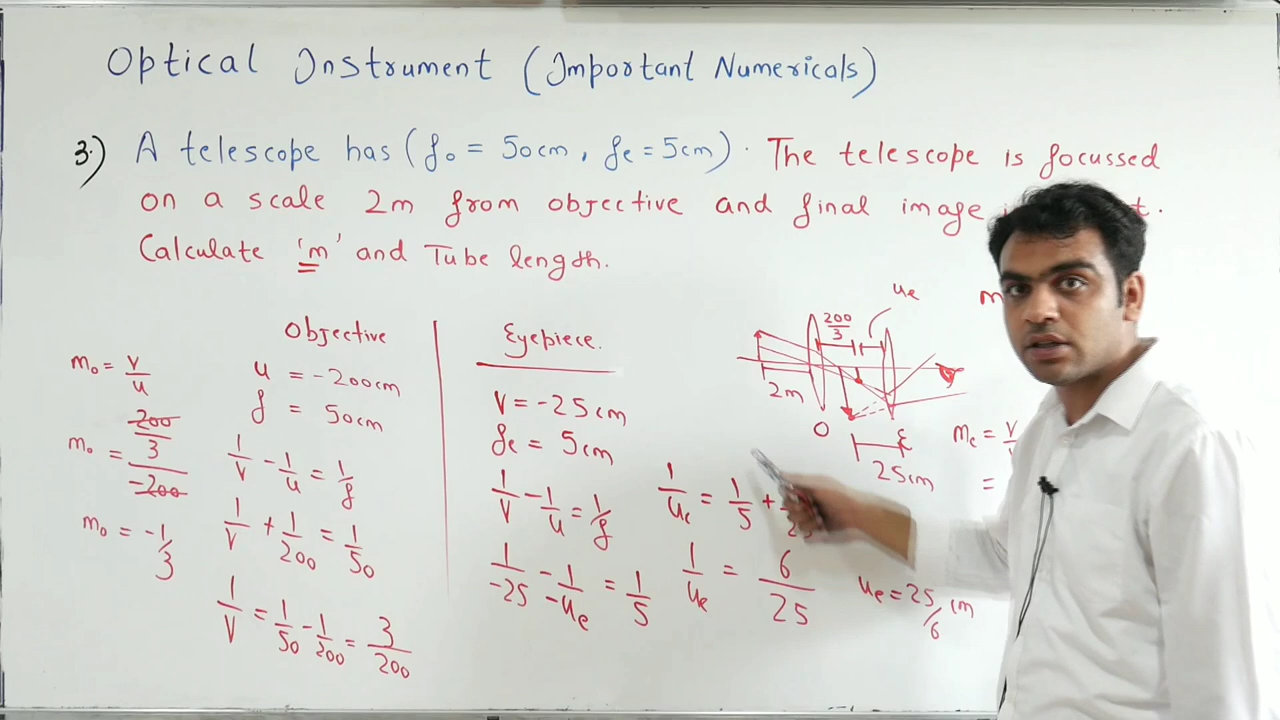 Optical Instrument (Important Numericals)
3.) A telescope has (fo = 50cm, fe = 5cm). The telescope is focussed
on a scale 2m from objective and final image
Calculate 'm' and Tube length.
Objective
mo = v/u
u = -200cm
f = 50cm
mo = 200/3 / -200
1/v - 1/u = 1/f
mo = -1/3
1/v + 1/200 = 1/50
1/v = 1/50 - 1/200 = 3/200
Eyepiece.
v = -25cm
fe = 5cm
1/v - 1/u = 1/f
1/-25 - 1/-ue = 1/5
1/ue = 1/5 +
1/ue = 6/25
ue = 25/6 cm
ue
200/3
2m
O
E
25cm
m
me = v
=